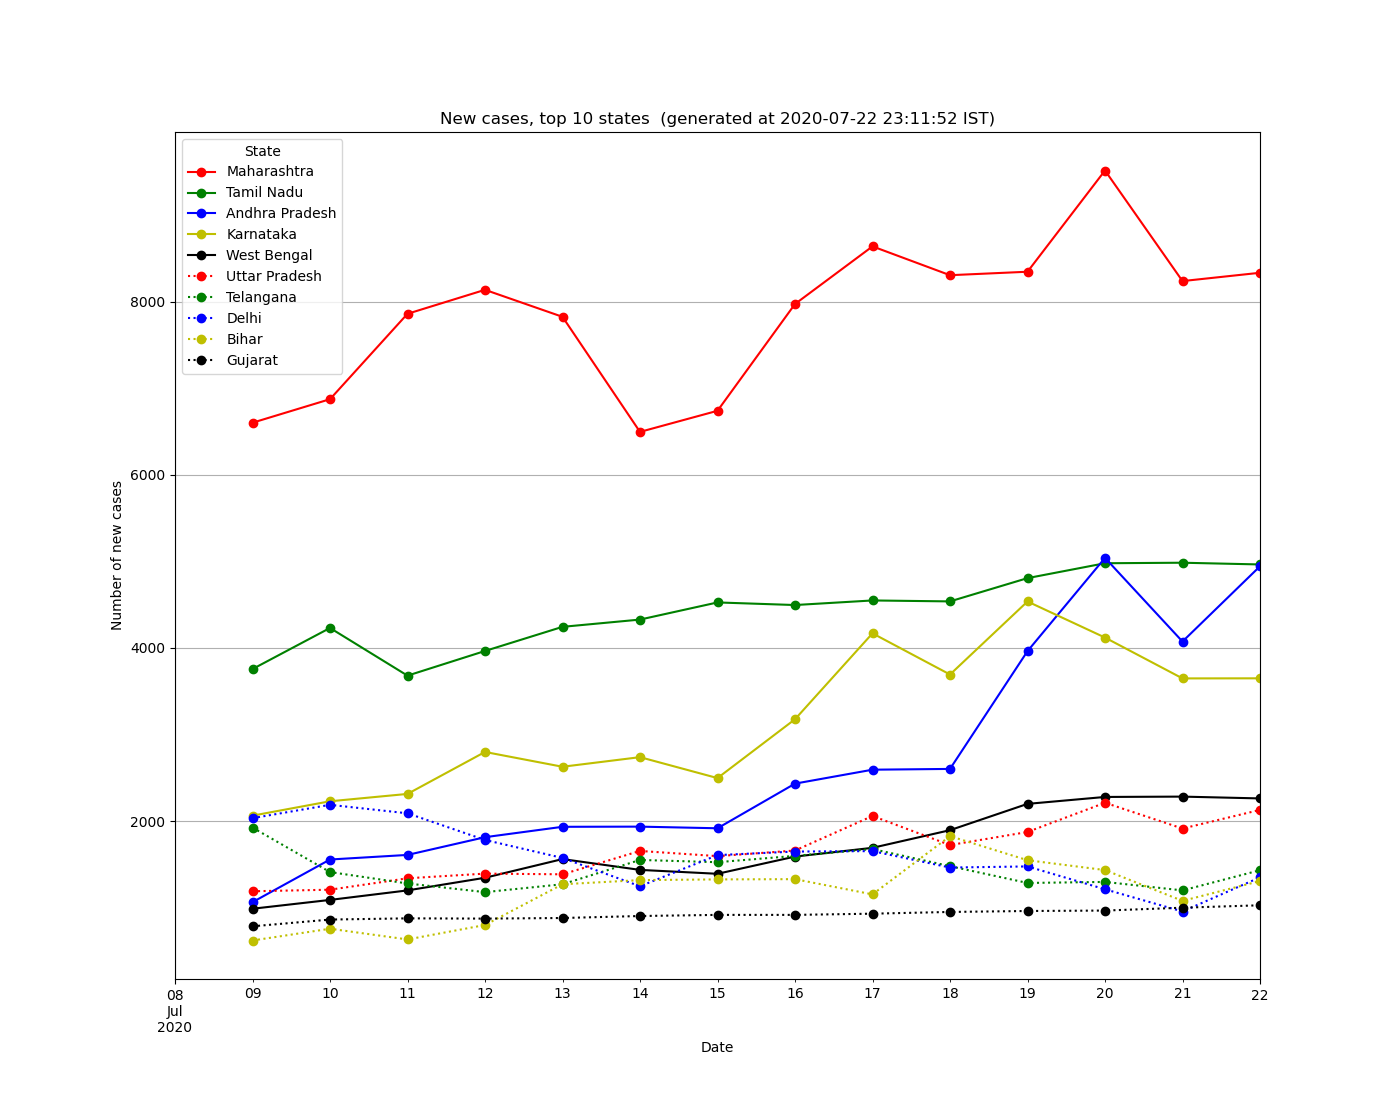 New cases, top 10 states  (generated at 2020-07-22 23:11:52 IST)
State
Maharashtra
Tamil Nadu
Andhra Pradesh
Karnataka
West Bengal
Uttar Pradesh
Telangana
Delhi
Bihar
Gujarat
Number of new cases
8000
6000
4000
2000
08 09 10 11 12 13 14 15 16 17 18 19 20 21 22
Jul
2020
Date